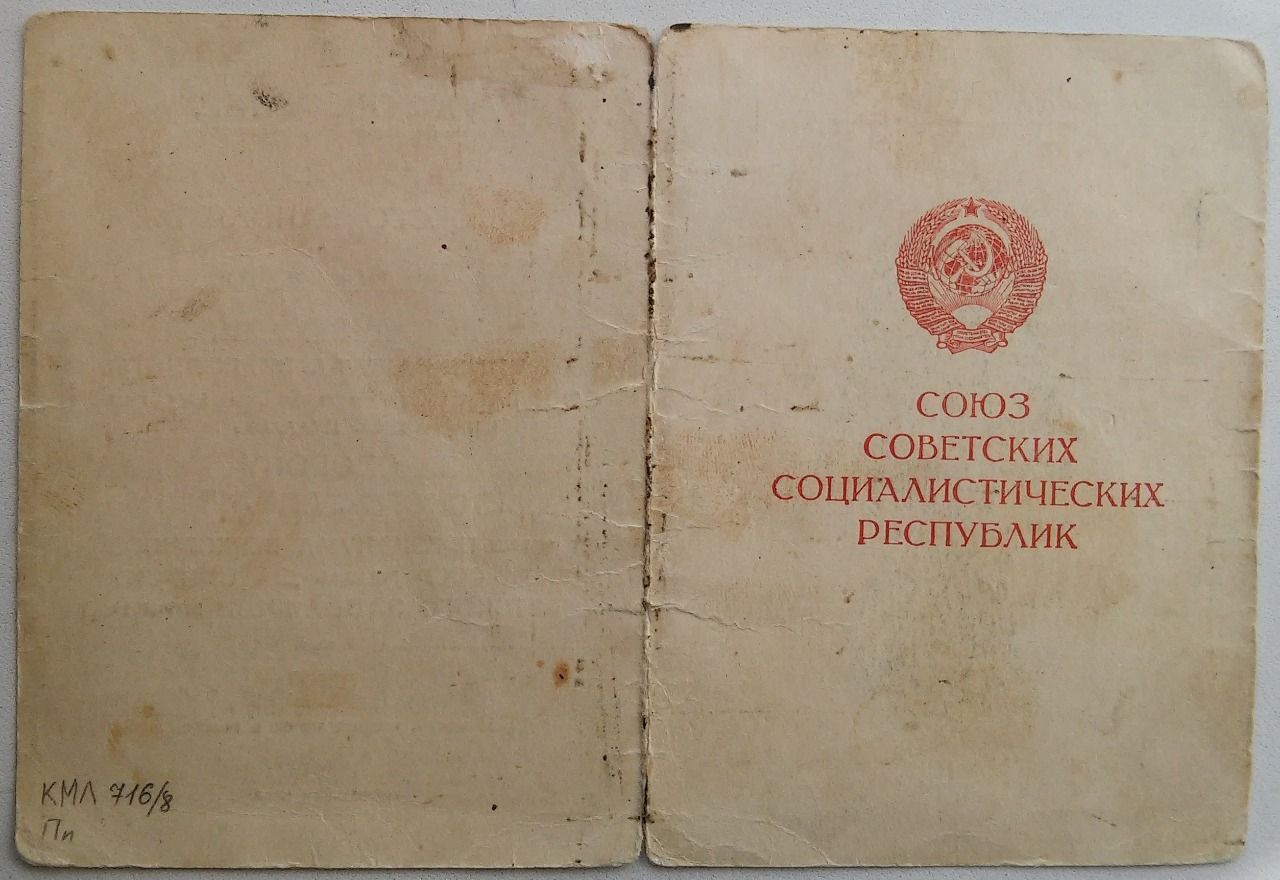 КМЛ 716/8
Пи
СОЮЗ
СОВЕТСКИХ
СОЦИАЛИСТИЧЕСКИХ
РЕСПУБЛИК